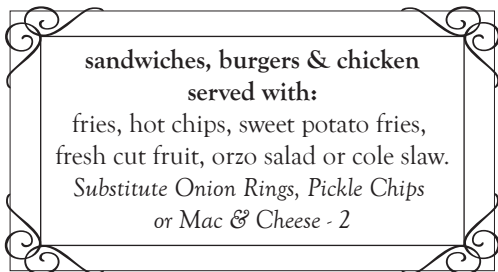 sandwiches, burgers & chicken
served with:
fries, hot chips, sweet potato fries,
fresh cut fruit, orzo salad or cole slaw.
Substitute Onion Rings, Pickle Chips
or Mac & Cheese - 2